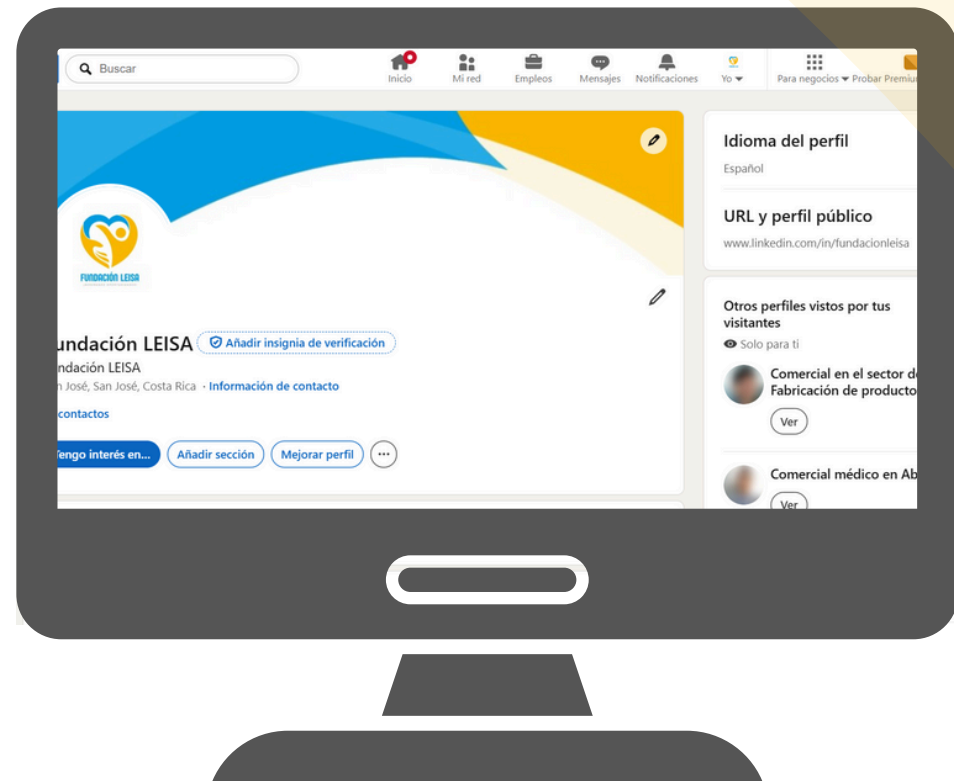 Buscar
Inicio
Mi red
Empleos
Mensajes
Notificaciones
Yo
Para negocios
Probar Premiu
FUNDACIÓN LEISA
undación LEISA
Añadir insignia de verificación
ndación LEISA
n José, San José, Costa Rica · Información de contacto
contactos
Tengo interés en...
Añadir sección
Mejorar perfil
Idioma del perfil
Español
URL y perfil público
www.linkedin.com/in/fundacionleisa
Otros perfiles vistos por tus
visitantes
Solo para ti
Comercial en el sector de
Fabricación de producto
Ver
Comercial médico en Ab
Ver